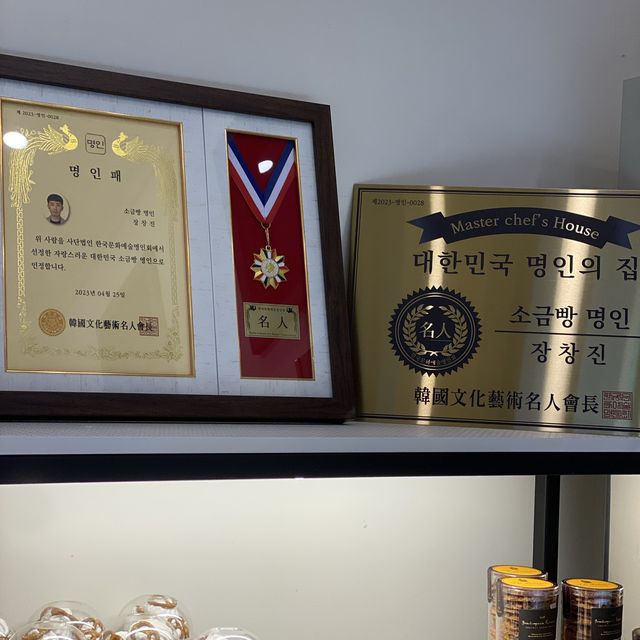 제 2023-명인-0028
명인
명 인 패
소금빵 명인
장 창 진
위 사람을 사단법인 한국문화예술명인회에서
선정한 자랑스러운 대한민국 소금빵 명인으로
인정합니다.
2023년 04월 25일
韓國文化藝術名人會長
名人
제2023-명인-0028
Master chef's House
대한민국 명인의 집
名人
소금빵 명인
장 창 진
韓國文化藝術名人會長